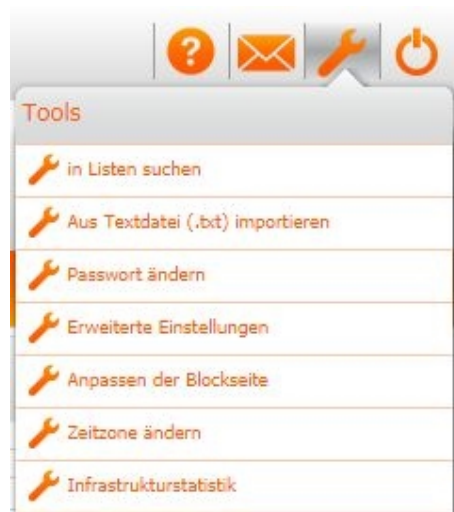 ?
Tools
in Listen suchen
Aus Textdatei (.txt) importieren
Passwort ändern
Erweiterte Einstellungen
Anpassen der Blockseite
Zeitzone ändern
Infrastrukturstatistik